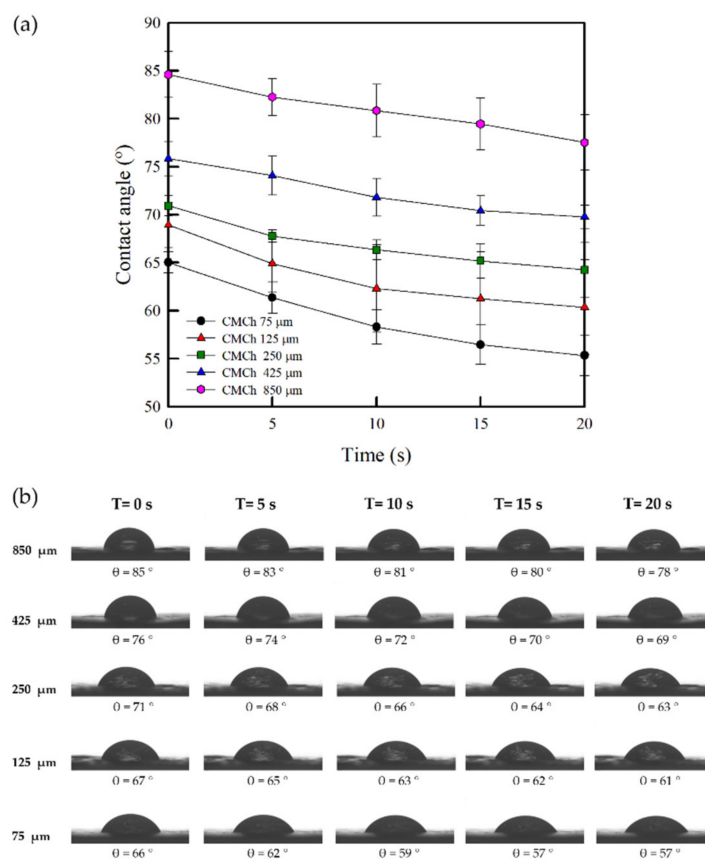 (a)
90
85
80
75
70
65
60
55
50
Contact angle (°)
CMCh 75 μm
CMCh 125 μm
CMCh 250 μm
CMCh 425 μm
CMCh 850 μm
0 5 10 15 20
Time (s)
(b)
T= 0 s T= 5 s T= 10 s T= 15 s T= 20 s
850 μm
θ = 85 ° θ = 83 ° θ = 81 ° θ = 80 ° θ = 78 °
425 μm
θ = 76 ° θ = 74 ° θ = 72 ° θ = 70 ° θ = 69 °
250 μm
θ = 71 ° θ = 68 ° θ = 66 ° θ = 64 ° θ = 63 °
125 μm
θ = 67 ° θ = 65 ° θ = 63 ° θ = 62 ° θ = 61 °
75 μm
θ = 66 ° θ = 62 ° θ = 59 ° θ = 57 ° θ = 57 °